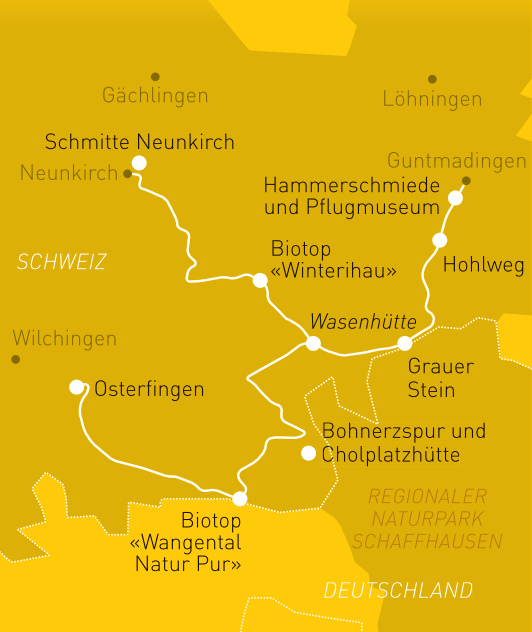 Gächlingen
Löhningen
Schmitte Neunkirch
Neunkirch
Guntmadingen
Hammerschmiede
und Pflugmuseum
Biotop
«Winterihau»
Hohlweg
SCHWEIZ
Wasenhütte
Wilchingen
Grauer
Stein
Osterfingen
Bohnerzspur und
Cholplatzhütte
REGIONALER
NATURPARK
SCHAFFHAUSEN
Biotop
«Wangental
Natur Pur»
DEUTSCHLAND